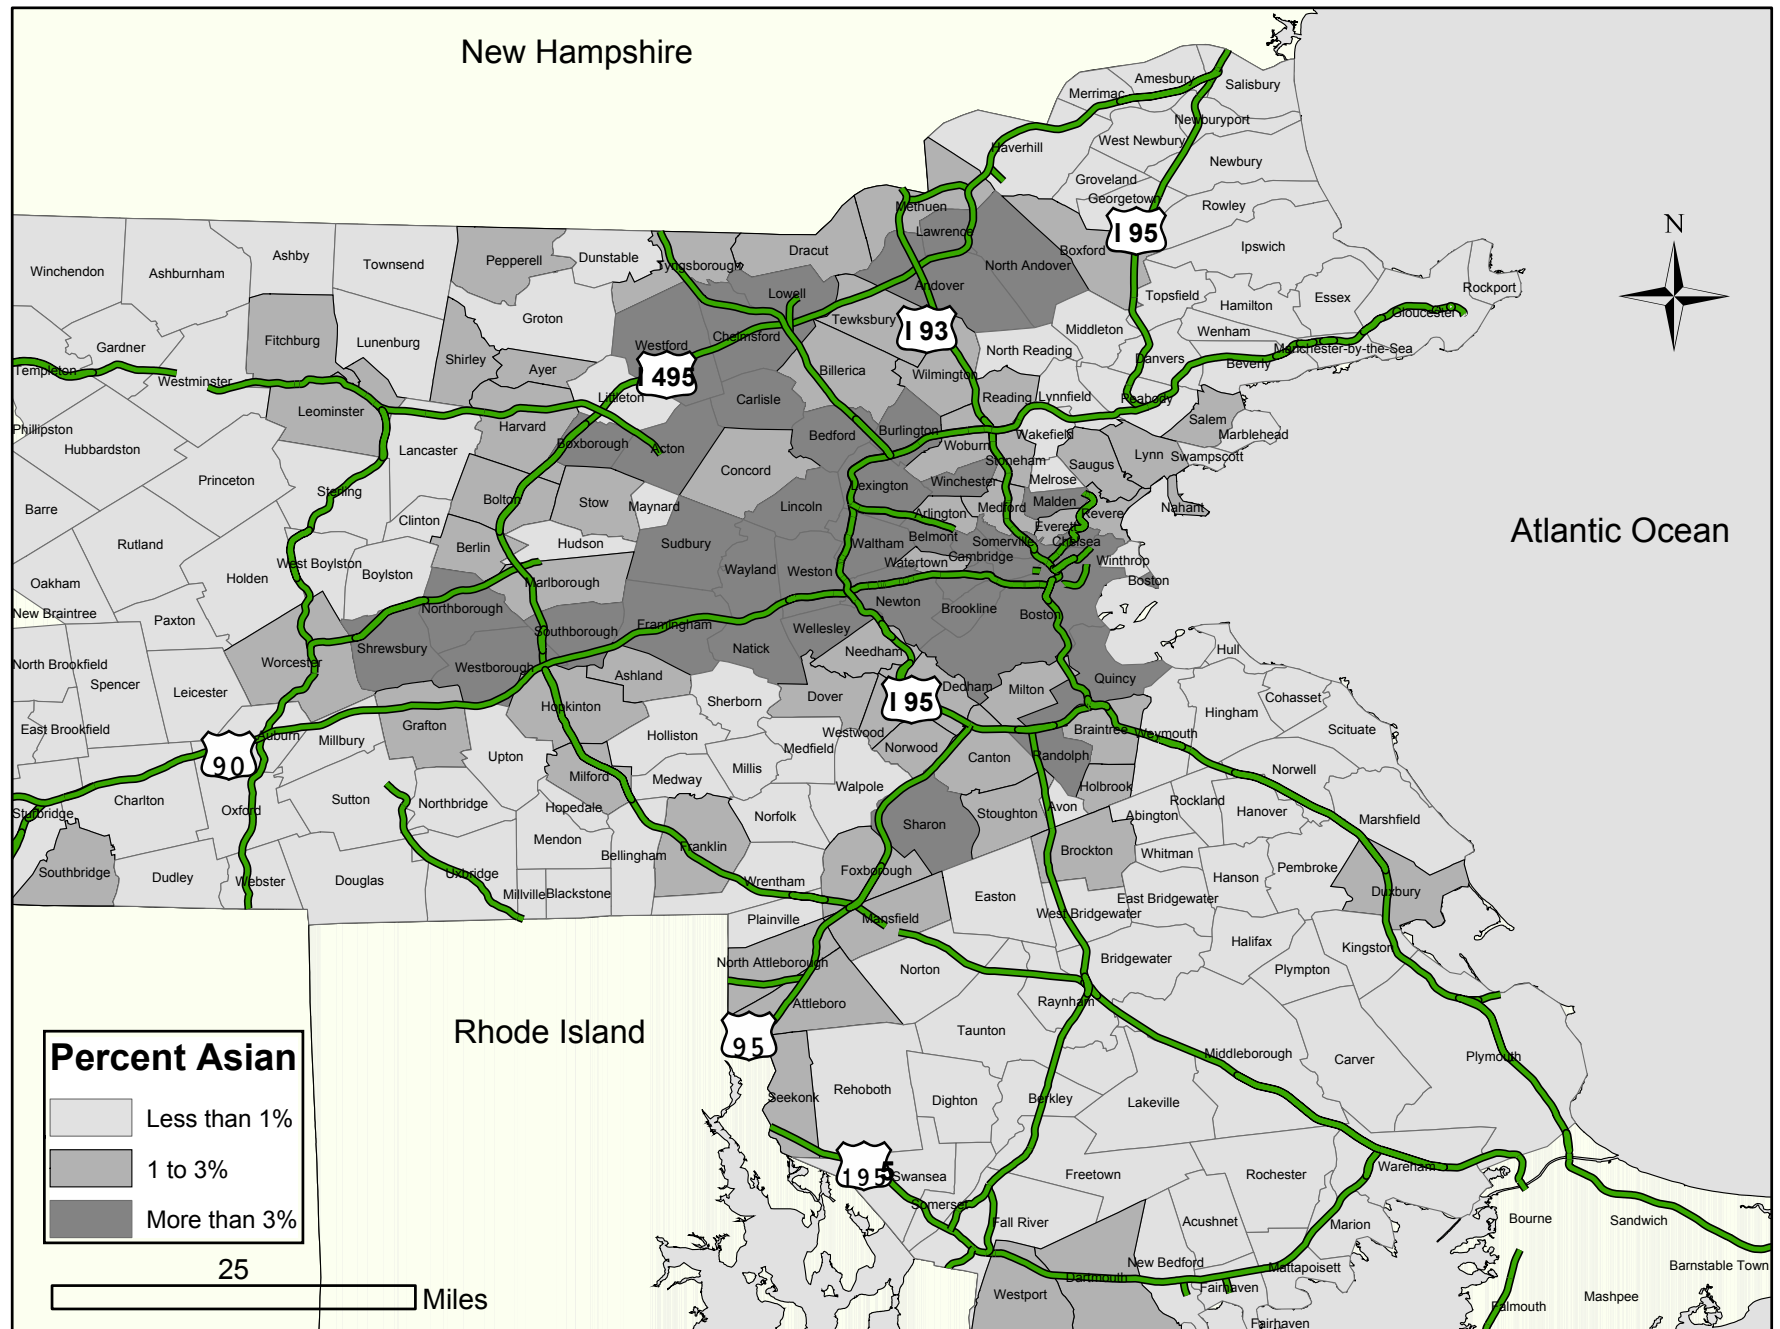 New Hampshire
Amesbury
Salisbury
Merrimac
Newburyport
West Newbury
Haverhill
Newbury
Groveland
Georgetown
Rowley
Methuen
Lawrence
I 95
N
Ipswich
Boxford
North Andover
Dracut
Pepperell
Dunstable
Tyngsborough
Ashby
Townsend
Winchendon
Ashburnham
Andover
Lowell
Topsfield
Hamilton
Essex
Rockport
Gloucester
Groton
Tewksbury
I 93
Middleton
Wenham
Chelmsford
Westford
Fitchburg
Lunenburg
Gardner
Shirley
North Reading
Danvers
Manchester-by-the-Sea
Beverly
Templeton
Westminster
Ayer
I 495
Billerica
Wilmington
Littleton
Carlisle
Reading
Lynnfield
Peabody
Leominster
Harvard
Salem
Marblehead
Phillipston
Hubbardston
Lancaster
Boxborough
Acton
Bedford
Burlington
Woburn
Wakefield
Stoneham
Saugus
Lynn
Swampscott
Concord
Princeton
Sterling
Lexington
Winchester
Melrose
Barre
Bolton
Stow
Maynard
Lincoln
Medford
Malden
Nahant
Clinton
Arlington
Revere
Everett
Atlantic Ocean
Rutland
Berlin
Hudson
Sudbury
Waltham
Belmont
Somerville
Chelsea
West Boylston
Boylston
Holden
Watertown
Cambridge
Winthrop
Wayland
Weston
Boston
Oakham
Marlborough
New Braintree
Paxton
Northborough
Newton
Brookline
Boston
Framingham
Southborough
Wellesley
Shrewsbury
Natick
Needham
Hull
North Brookfield
Worcester
Westborough
Spencer
Leicester
Ashland
Quincy
Dedham
Milton
Sherborn
Dover
I 95
Cohasset
Hopkinton
Hingham
East Brookfield
Grafton
Holliston
Westwood
Norwood
Braintree
Weymouth
Scituate
Auburn
Millbury
Medfield
Upton
Canton
Randolph
90
Millis
Norwell
Milford
Medway
Walpole
Holbrook
Charlton
Sutton
Northbridge
Hopedale
Oxford
Sturbridge
Norfolk
Stoughton
Avon
Rockland
Hanover
Abington
Sharon
Marshfield
Mendon
Bellingham
Franklin
Brockton
Whitman
Southbridge
Dudley
Webster
Douglas
Uxbridge
Foxborough
Pembroke
Hanson
Wrentham
Millville
Blackstone
Easton
East Bridgewater
Duxbury
West Bridgewater
Plainville
Mansfield
Halifax
Kingston
North Attleborough
Norton
Bridgewater
Plympton
Attleboro
Raynham
Rhode Island
95
Taunton
Middleborough
Carver
Plymouth
Percent Asian
Less than 1%
1 to 3%
More than 3%
Seekonk
Rehoboth
Dighton
Berkley
Lakeville
195
5
Swansea
Freetown
Rochester
Wareham
Somerset
Fall River
Acushnet
Marion
Bourne
Sandwich
New Bedford
Mattapoisett
Barnstable Town
Dartmouth
Fairhaven
25
Miles
Westport
Falmouth
Mashpee
Fairhaven